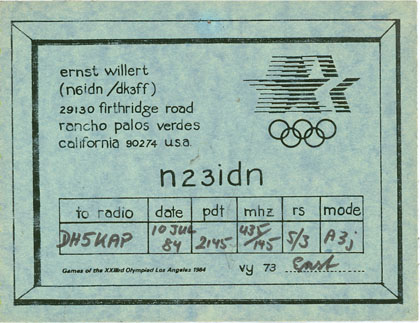 ernst willert
(n6idn /dk3ff)
29130 firthridge road
rancho palos verdes
california 90274 usa
n23idn
to radio date pdt mhz rs mode
DH5KAP 10 JUL 84 2145 435/145 5/3 A3j
Games of the XXIIIrd Olympiad Los Angeles 1984
vy 73 ernst